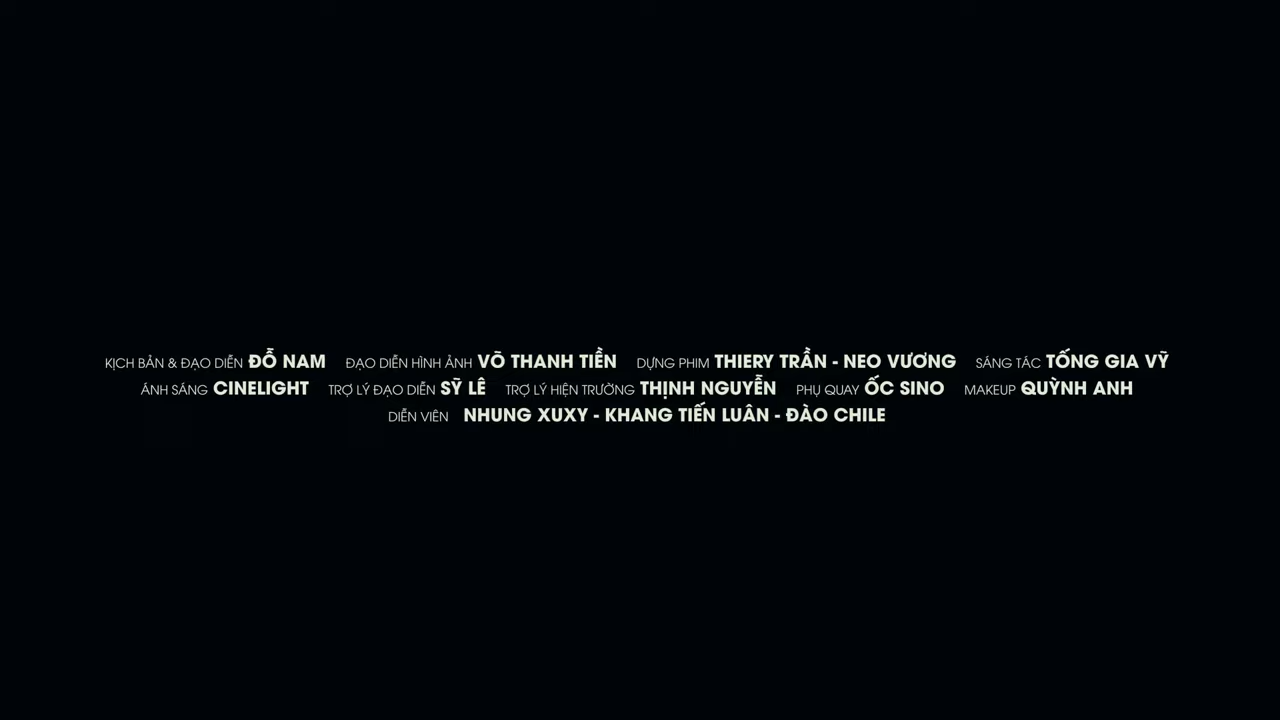 KỊCH BẢN & ĐẠO DIỄN ĐỖ NAM ĐẠO DIỄN HÌNH ẢNH VÕ THANH TIỀN DỰNG PHIM THIERY TRẦN - NEO VƯƠNG SÁNG TÁC TỐNG GIA VỸ
ÁNH SÁNG CINELIGHT TRỢ LÝ ĐẠO DIỄN SỸ LÊ TRỢ LÝ HIỆN TRƯỜNG THỊNH NGUYỄN PHỤ QUAY ỐC SINO MAKEUP QUỲNH ANH
DIỄN VIÊN NHUNG XUXY - KHANG TIẾN LUÂN - ĐÀO CHILE